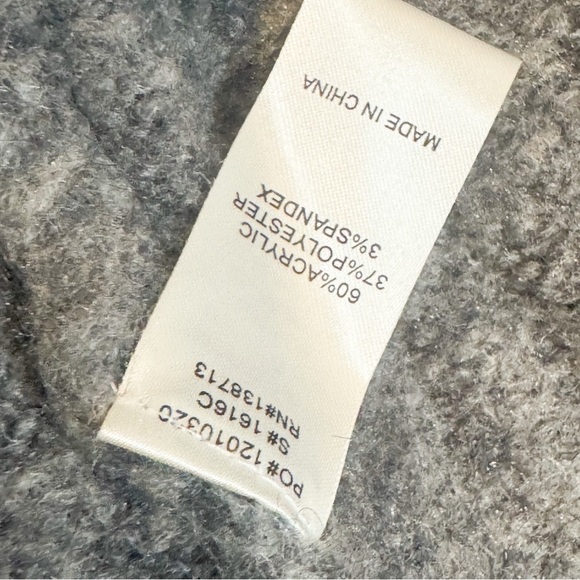 PO# 12010320
S# 1616C
RN#138713
60%ACRYLIC
37%POLYESTER
3%SPANDEX
MADE IN CHINA